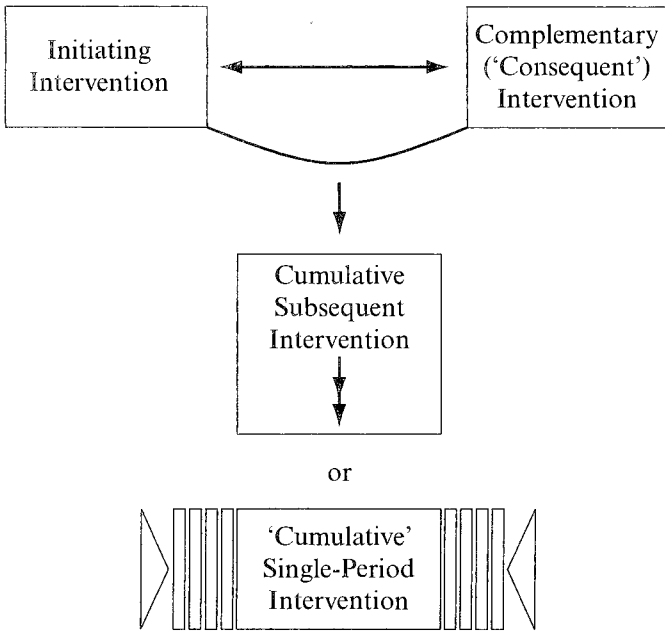 Initiating
Intervention
Complementary
(‘Consequent’)
Intervention
Cumulative
Subsequent
Intervention
or
‘Cumulative’
Single-Period
Intervention